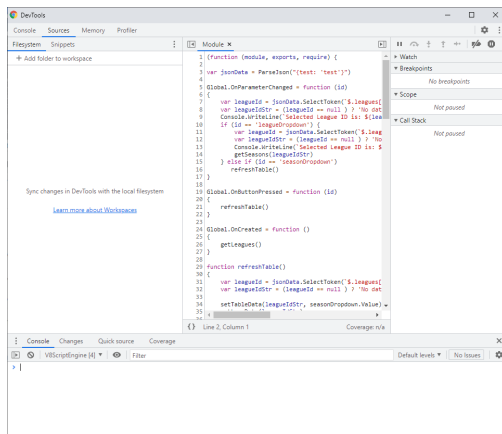 DevTools
Console Sources Memory Profiler
Filesystem Snippets
Module
+ Add folder to workspace
Sync changes in DevTools with the local filesystem
Learn more about Workspaces
1 (function (module, exports, require) {
2
3 var jsonData = ParseJson("{test: 'test'}")
4
5 Global.OnParameterChanged = function (id)
6 {
7 var leagueId = jsonData.SelectToken(`$.leagues[
8 var leagueIdStr = (leagueId == null ) ? 'No dat
9 Console.WriteLine(`Selected League ID is: ${lea
10 if (id == 'leagueDropdown') {
11 var leagueId = jsonData.SelectToken(`$.leag
12 var leagueIdStr = (leagueId == null ) ? 'No
13 Console.WriteLine(`Selected League ID is: $
14 getSeasons(leagueIdStr)
15 } else if (id == 'seasonDropdown')
16 refreshTable()
17 }
18
19 Global.OnButtonPressed = function (id)
20 {
21 refreshTable()
22 }
23
24 Global.OnCreated = function ()
25 {
26 getLeagues()
27 }
28
29 function refreshTable()
30 {
31 var leagueId = jsonData.SelectToken(`$.leagues[
32 var leagueIdStr = (leagueId == null ) ? 'No dat
33
34 setTableData(leagueIdStr, seasonDropdown.Value)
35
{} Line 2, Column 1 Coverage: n/a
Watch
Breakpoints
No breakpoints
Scope
Not paused
Call Stack
Not paused
Console Changes Quick source Coverage
V8ScriptEngine [4] Filter Default levels No Issues